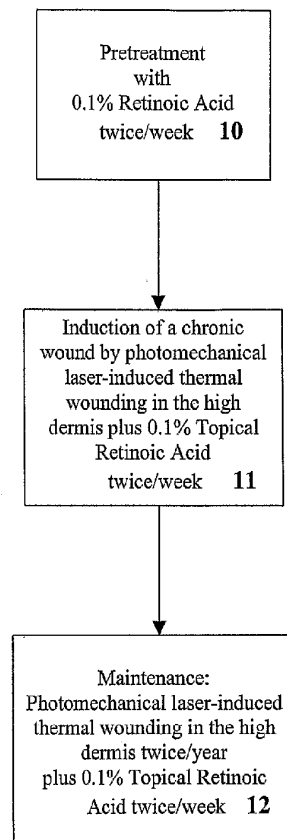 Pretreatment
with
0.1% Retinoic Acid
twice/week 10
Induction of a chronic
wound by photomechanical
laser-induced thermal
wounding in the high
dermis plus 0.1% Topical
Retinoic Acid
twice/week 11
Maintenance:
Photomechanical laser-induced
thermal wounding in the high
dermis twice/year
plus 0.1% Topical Retinoic
Acid twice/week 12